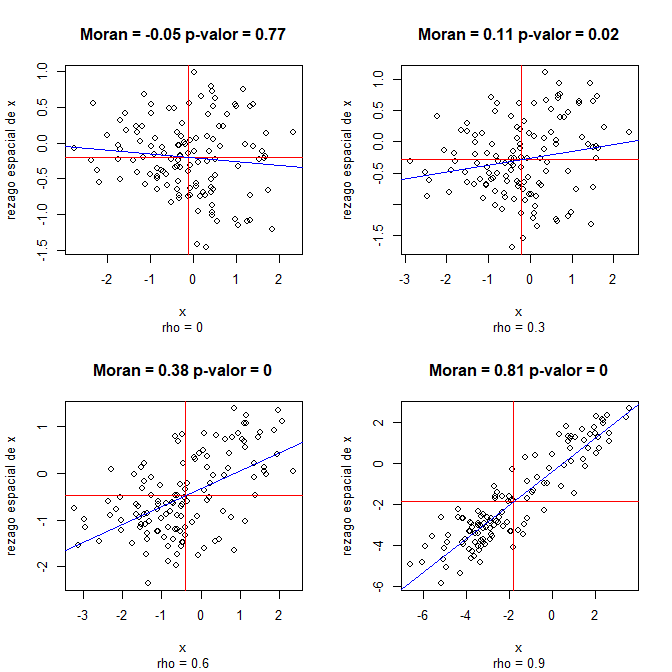 Moran = -0.05 p-valor = 0.77
rezago espacial de x
1.0
0.5
0.0
-0.5
-1.0
-1.5
-2
-1
0
1
2
x
rho = 0
Moran = 0.11 p-valor = 0.02
rezago espacial de x
1.0
0.5
0.0
-0.5
-1.5
-3
-2
-1
0
1
2
x
rho = 0.3
Moran = 0.38 p-valor = 0
rezago espacial de x
1
0
-1
-2
-3
-2
-1
0
1
2
x
rho = 0.6
Moran = 0.81 p-valor = 0
rezago espacial de x
2
0
-2
-4
-6
-6
-4
-2
0
2
x
rho = 0.9